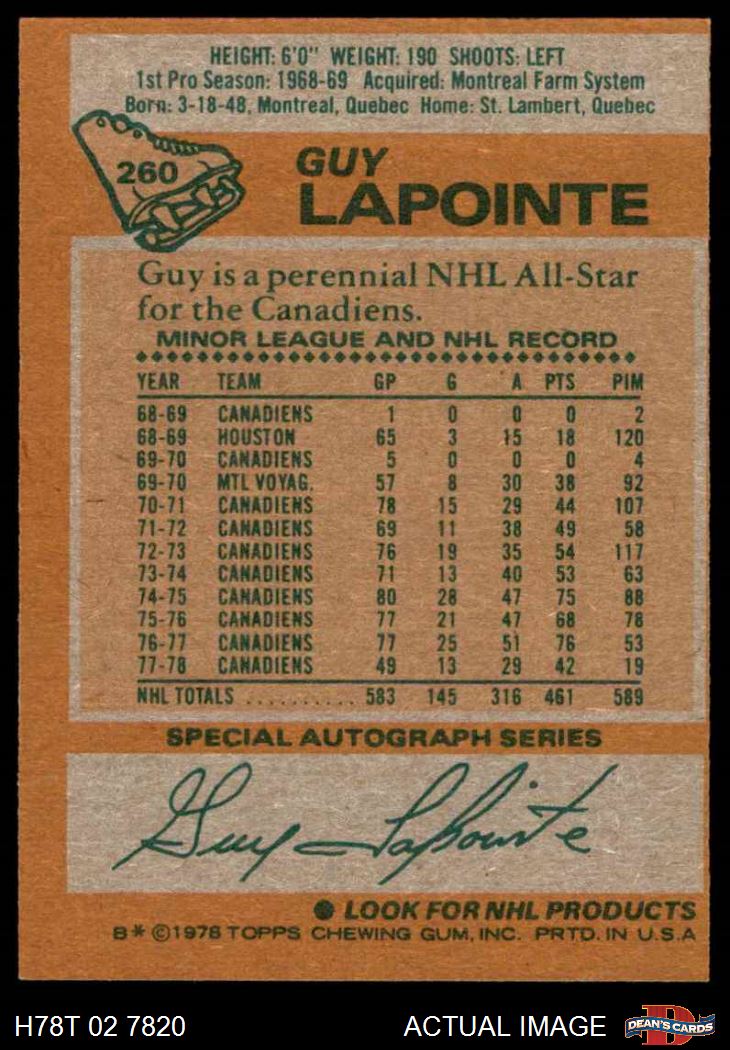 HEIGHT: 6'0" WEIGHT: 190 SHOOTS: LEFT
1st Pro Season: 1968-69 Acquired: Montreal Farm System
Born: 3-18-48, Montreal, Quebec Home: St. Lambert, Quebec
260
GUY
LAPOINTE
Guy is a perennial NHL All-Star
for the Canadiens.
MINOR LEAGUE AND NHL RECORD
YEAR TEAM GP G A PTS PIM
68-69 CANADIENS 1 0 0 0 2
68-69 HOUSTON 65 3 15 18 120
69-70 CANADIENS 5 0 0 0 4
69-70 MTL VOYAG. 57 8 30 38 92
70-71 CANADIENS 78 15 29 44 107
71-72 CANADIENS 69 11 38 49 58
72-73 CANADIENS 76 19 35 54 117
73-74 CANADIENS 71 13 40 53 63
74-75 CANADIENS 80 28 47 75 88
75-76 CANADIENS 77 21 47 68 78
76-77 CANADIENS 77 25 51 76 53
77-78 CANADIENS 49 13 29 42 19
NHL TOTALS .......... 583 145 316 461 589
SPECIAL AUTOGRAPH SERIES
Guy Lapointe
● LOOK FOR NHL PRODUCTS
B* ©1978 TOPPS CHEWING GUM, INC. PRTD. IN U.S.A
H78T 02 7820 ACTUAL IMAGE D DEAN'S CARDS